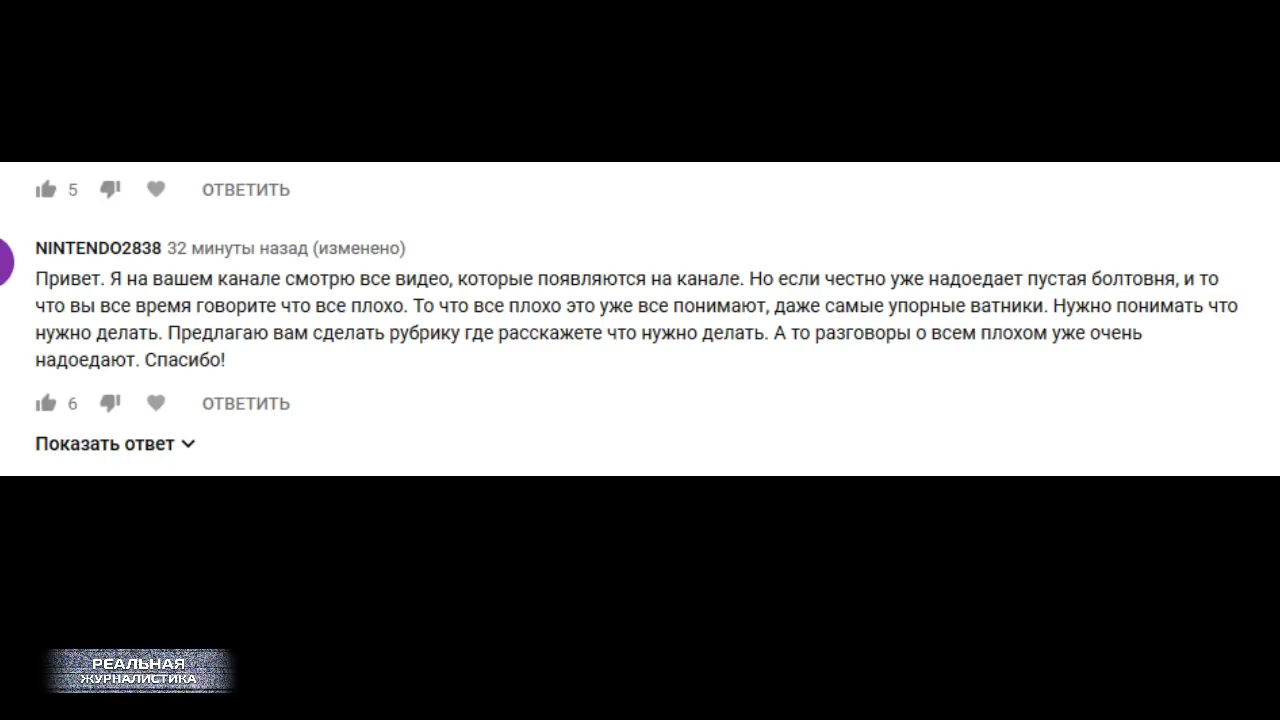 5 ОТВЕТИТЬ
NINTENDO2838 32 минуты назад (изменено)
Привет. Я на вашем канале смотрю все видео, которые появляются на канале. Но если честно уже надоедает пустая болтовня, и то
что вы все время говорите что все плохо. То что все плохо это уже все понимают, даже самые упорные ватники. Нужно понимать что
нужно делать. Предлагаю вам сделать рубрику где расскажете что нужно делать. А то разговоры о всем плохом уже очень
надоедают. Спасибо!
6 ОТВЕТИТЬ
Показать ответ
РЕАЛЬНАЯ
ЖУРНАЛИСТИКА